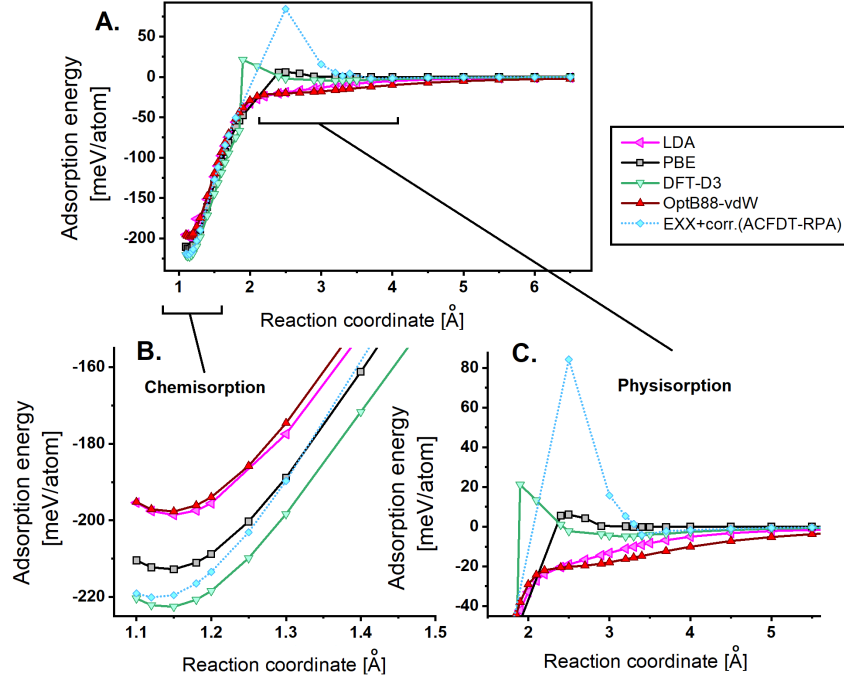 A.
Adsorption energy
[meV/atom]
50
0
-50
-100
-150
-200
1 2 3 4 5 6
Reaction coordinate [Å]
LDA
PBE
DFT-D3
OptB88-vdW
EXX+corr.(ACFDT-RPA)
B.
Chemisorption
Adsorption energy
[meV/atom]
-160
-180
-200
-220
1.1 1.2 1.3 1.4 1.5
Reaction coordinate [Å]
C.
Physisorption
Adsorption energy
[meV/atom]
80
60
40
20
0
-20
-40
2 3 4 5
Reaction coordinate [Å]